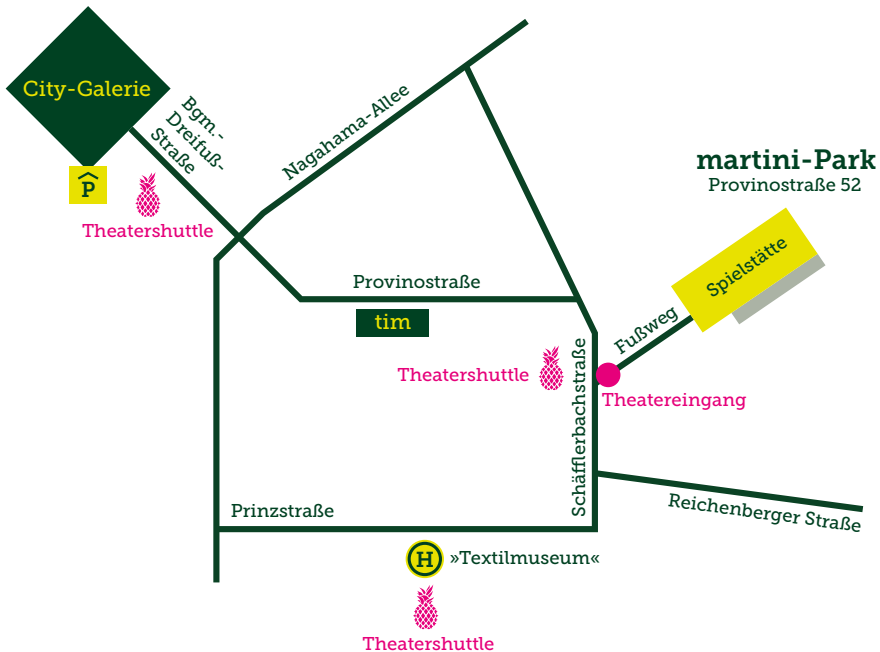 City-Galerie
P
Theatershuttle
Bgm.-
Dreifuß-
Straße
Nagahama-Allee
martini-Park
Provinostraße 52
Spielstätte
Fußweg
Provinostraße
tim
Theatershuttle
Theatereingang
Schäfflerbachstraße
Reichenberger Straße
Prinzstraße
H
»Textilmuseum«
Theatershuttle